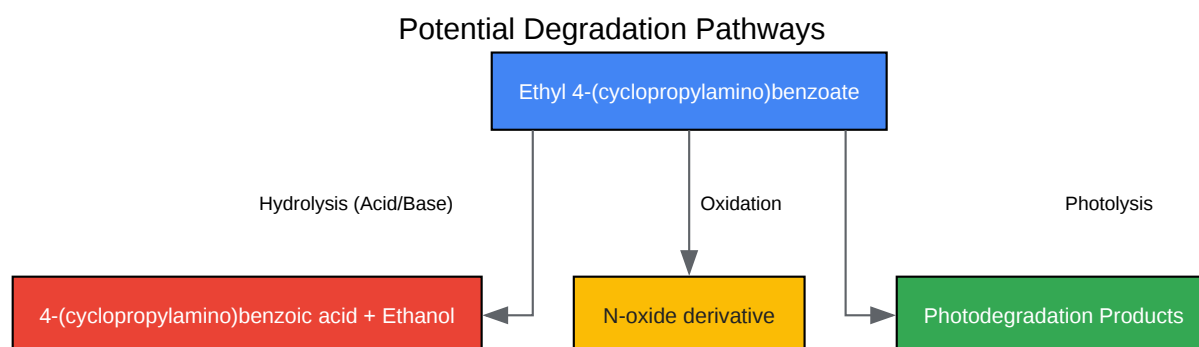 Potential Degradation Pathways
Ethyl 4-(cyclopropylamino)benzoate
Hydrolysis (Acid/Base)
Oxidation
Photolysis
4-(cyclopropylamino)benzoic acid + Ethanol
N-oxide derivative
Photodegradation Products